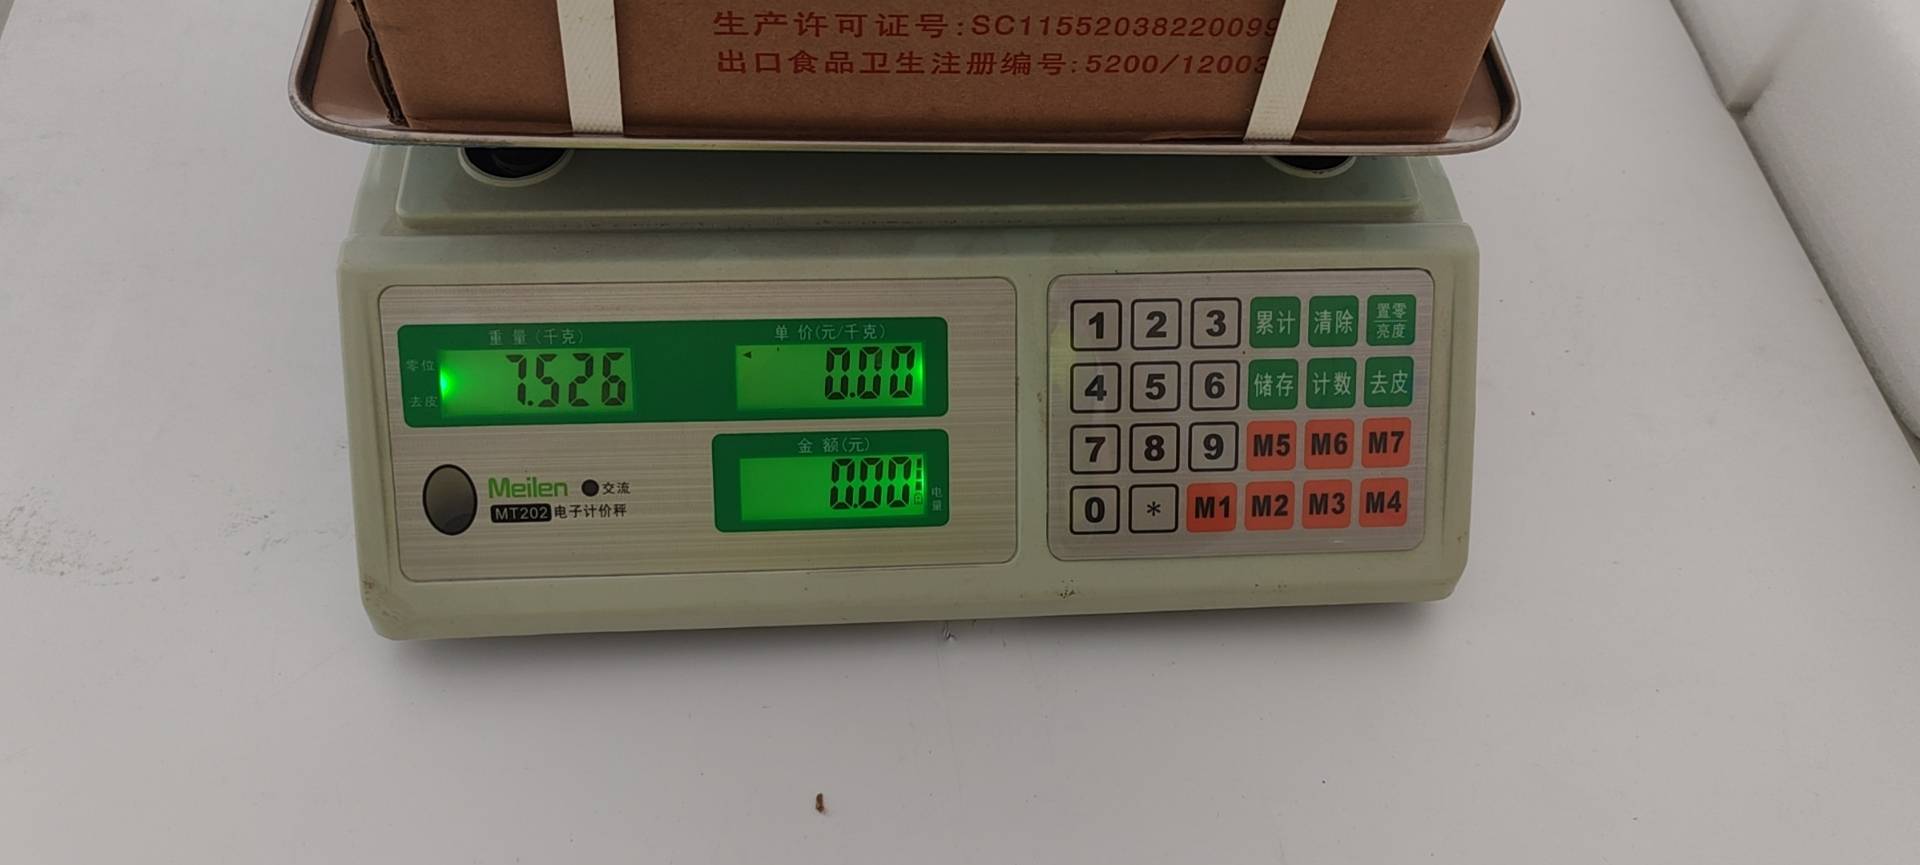 生产许可证号:SC11552038220099
出口食品卫生注册编号:5200/12003
重量(千克)
单价(元/千克)
零位
去皮
7.526
0.00
金额(元)
0.00
电量
Meilen
交流
MT202 电子计价秤
1 2 3 累计 清除 置零 亮度
4 5 6 储存 计数 去皮
7 8 9 M5 M6 M7
0 * M1 M2 M3 M4